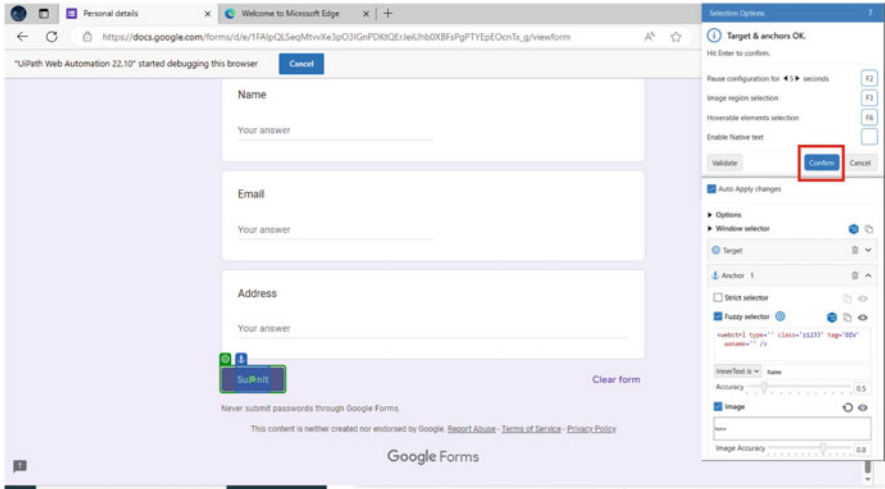 Personal details
Welcome to Microsoft Edge
https://docs.google.com/forms/d/e/1FAIpQLSeqMtvvXe3pO3IGnPDKtQErJeiUhb0XBFsPgPTYEpEOcnTx_g/viewform
"UiPath Web Automation 22.10" started debugging this browser
Cancel
Name
Your answer
Email
Your answer
Address
Your answer
Submit
Clear form
Never submit passwords through Google Forms.
This content is neither created nor endorsed by Google. Report Abuse - Terms of Service - Privacy Policy
Google Forms
Selection Options
?
Target & anchors OK.
Hit Enter to confirm.
Pause configuration for 5 seconds
F2
Image region selection
F3
Hoverable elements selection
F6
Enable Native text
Validate
Confirm
Cancel
Auto Apply changes
Options
Window selector
Target
Anchor 1
Strict selector
Fuzzy selector
<webctrl type='' class='zi233' tag='DIV'
aaname='' />
InnerText is
Name
Accuracy
0.5
Image
Name
Image Accuracy
0.8